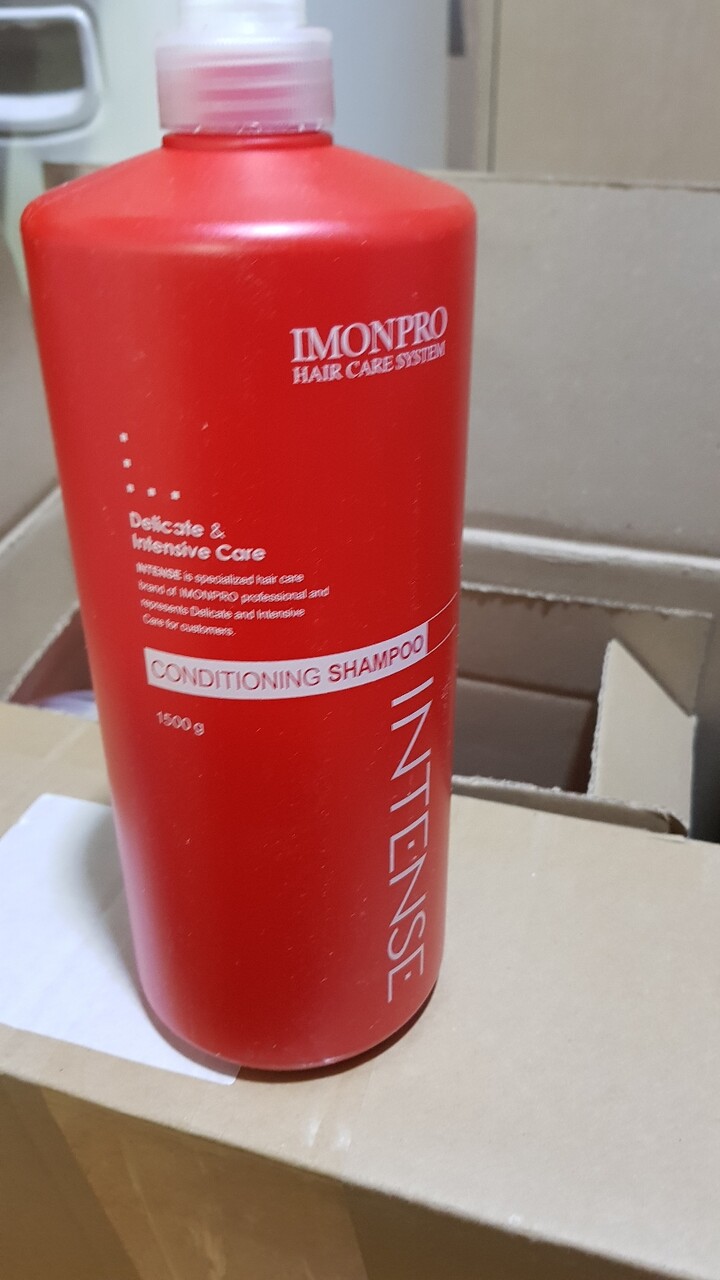 IMONPRO
HAIR CARE SYSTEM
Delicate &
Intensive Care
INTENSE is specialized hair care
brand of IMONPRO professional and
represents Delicate and Intensive
Care for customers.
CONDITIONING SHAMPOO
1500 g
INTENSE